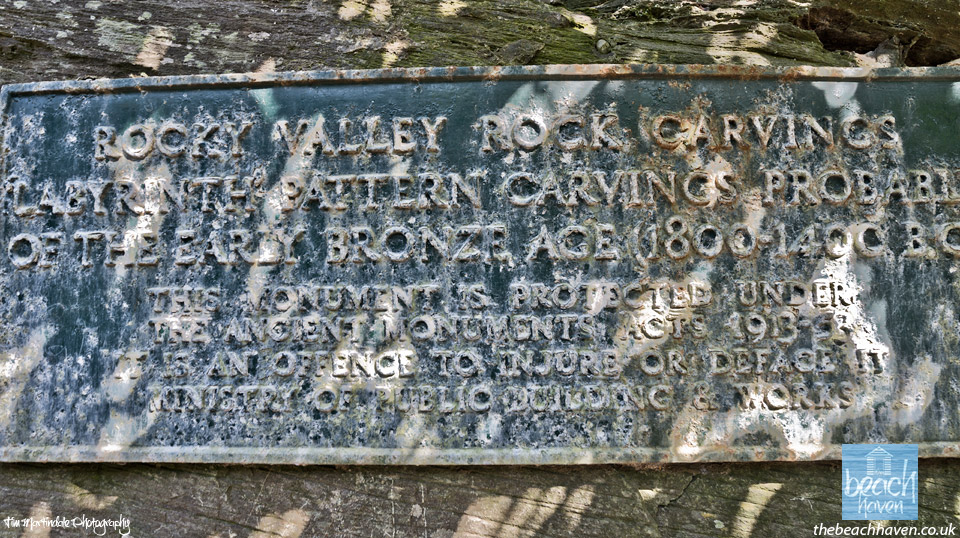 ROCKY VALLEY ROCK CARVINGS
"LABYRINTH" PATTERN CARVINGS PROBABL
OF THE EARLY BRONZE AGE (1800-1400 B.C
THIS MONUMENT IS PROTECTED UNDER
THE ANCIENT MONUMENTS ACTS 1913-
IT IS AN OFFENCE TO INJURE OR DEFACE IT
MINISTRY OF PUBLIC BUILDING & WORKS
beach
haven
Tim Martindale Photography
thebeachhaven.co.uk